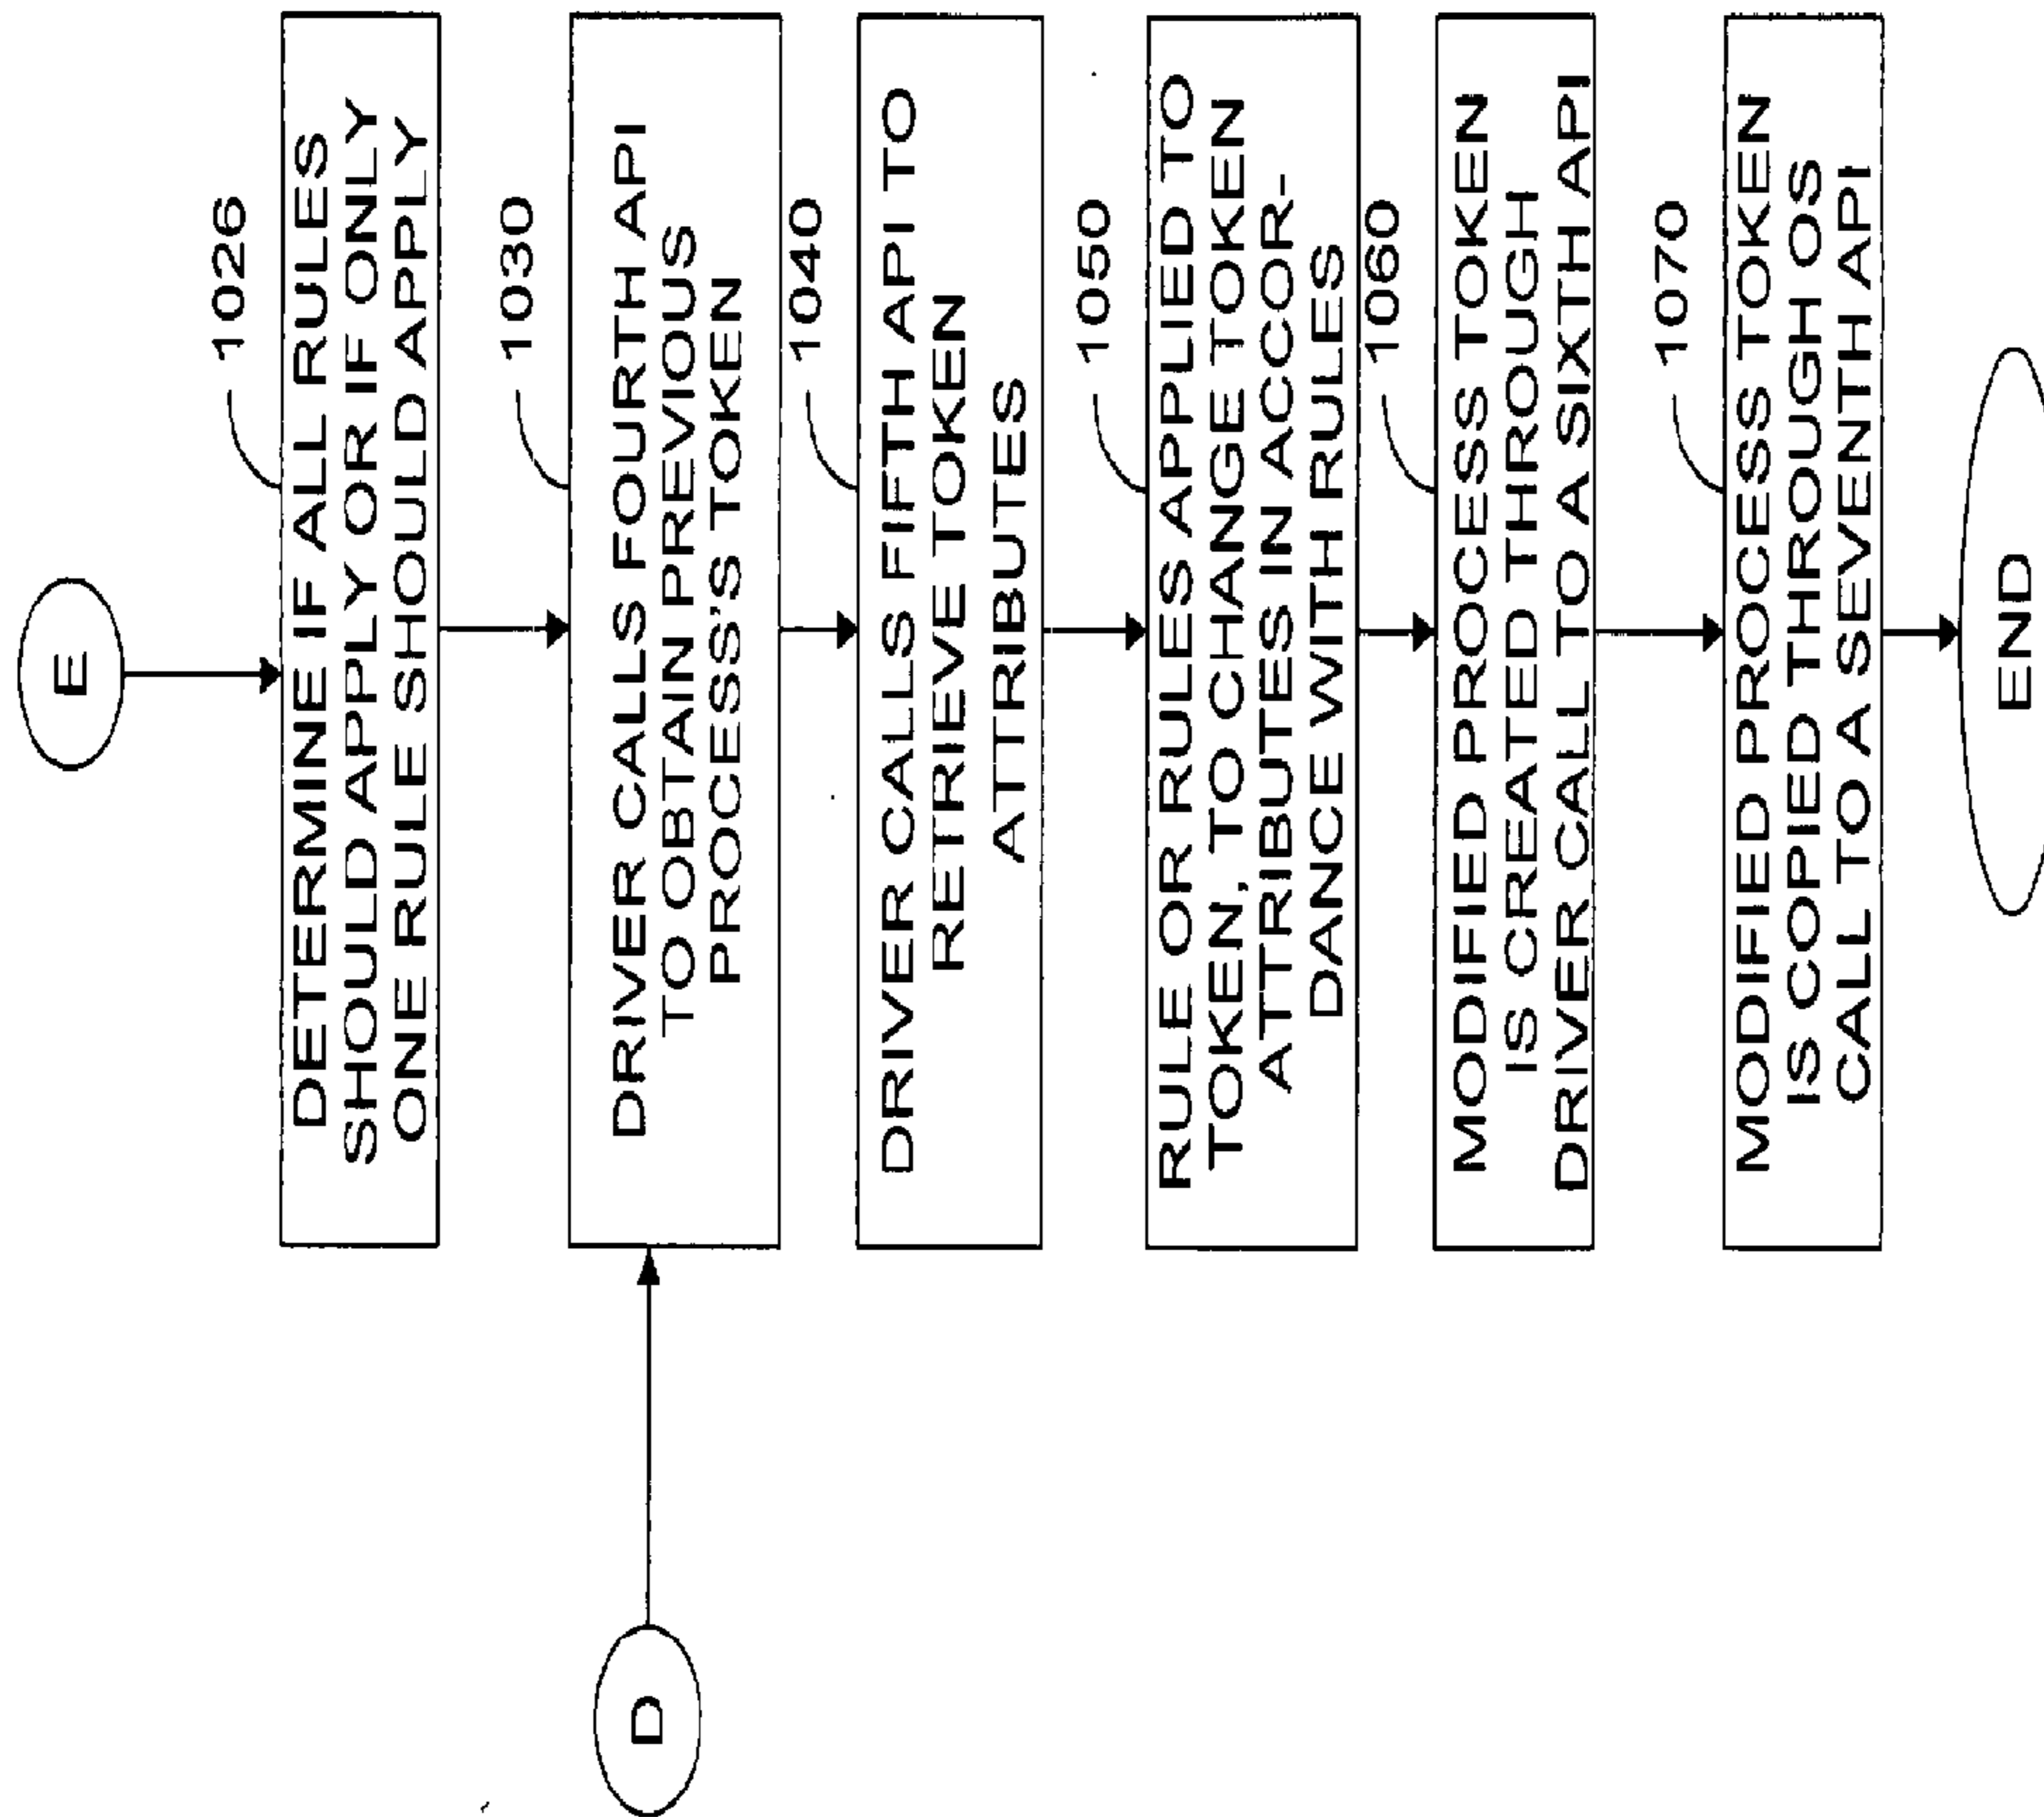 E
1026
DETERMINE IF ALL RULES
SHOULD APPLY OR IF ONLY
ONE RULE SHOULD APPLY
1030
D
DRIVER CALLS FOURTH API
TO OBTAIN PREVIOUS
PROCESS'S TOKEN
1040
DRIVER CALLS FIFTH API TO
RETRIEVE TOKEN
ATTRIBUTES
1050
RULE OR RULES APPLIED TO
TOKEN, TO CHANGE TOKEN
ATTRIBUTES IN ACCOR-
DANCE WITH RULES
1060
MODIFIED PROCESS TOKEN
IS CREATED THROUGH
DRIVER CALL TO A SIXTH API
1070
MODIFIED PROCESS TOKEN
IS COPIED THROUGH OS
CALL TO A SEVENTH API
END